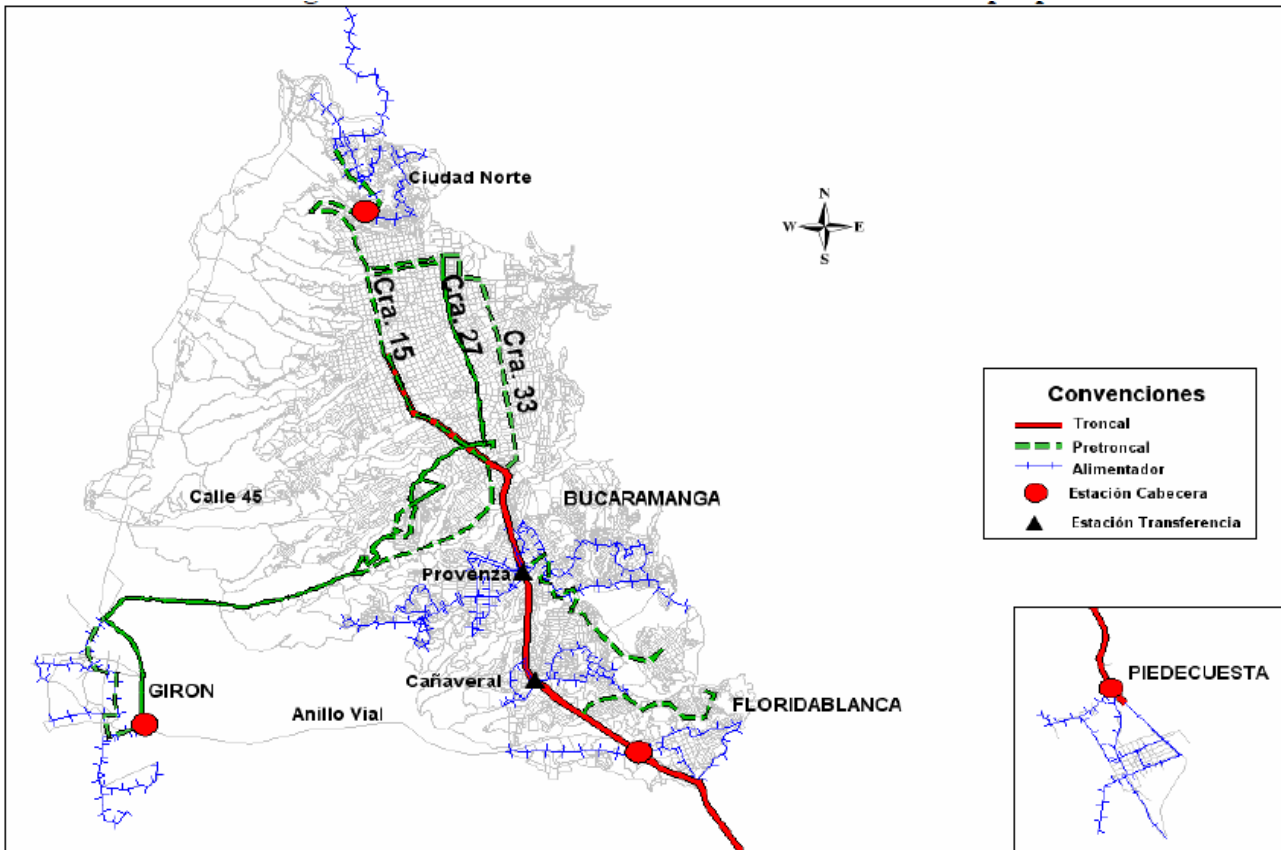 Ciudad Norte
N
W E
S
Cra. 15
Cra. 27
Cra. 33
Convenciones
Troncal
Pretroncal
Alimentador
Estación Cabecera
Estación Transferencia
Calle 45
BUCARAMANGA
Provenza
Cañaveral
GIRON
Anillo Vial
FLORIDABLANCA
PIEDECUESTA